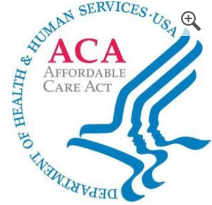 DEPARTMENT OF HEALTH & HUMAN SERVICES · USA
ACA
AFFORDABLE
CARE ACT